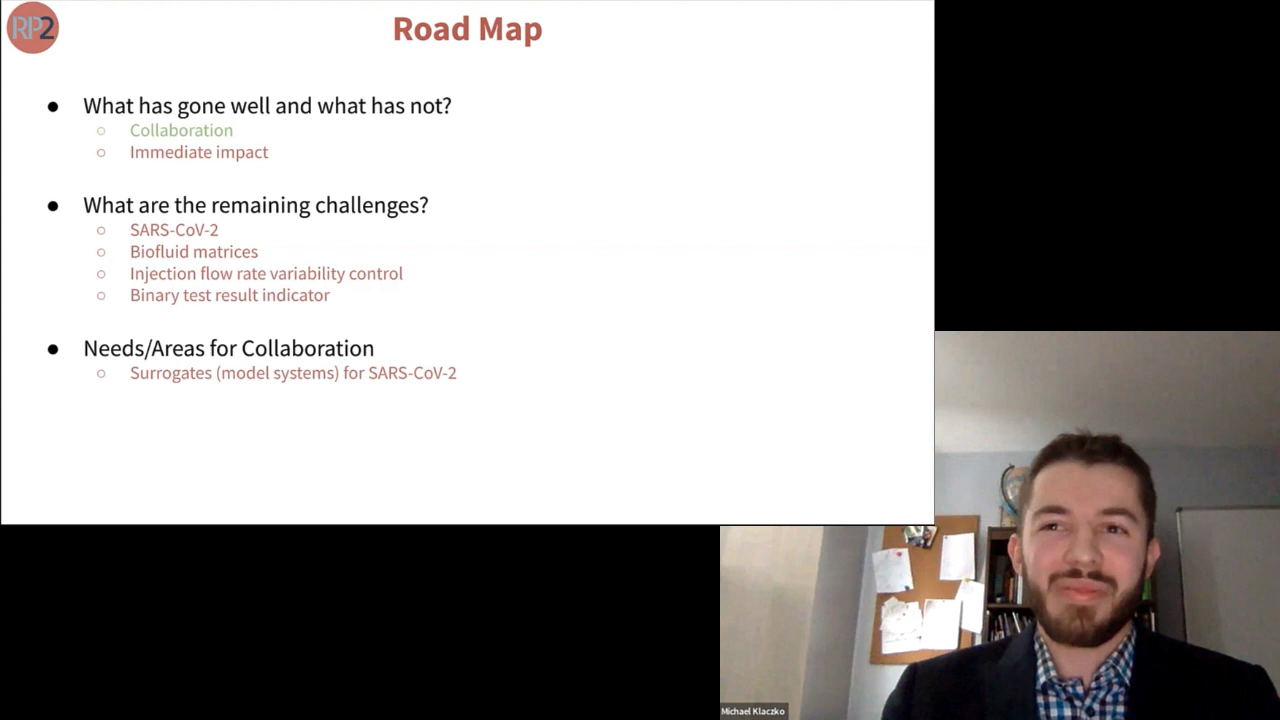 RP2
Road Map
● What has gone well and what has not?
○ Collaboration
○ Immediate impact
● What are the remaining challenges?
○ SARS-CoV-2
○ Biofluid matrices
○ Injection flow rate variability control
○ Binary test result indicator
● Needs/Areas for Collaboration
○ Surrogates (model systems) for SARS-CoV-2
Michael Klaczko